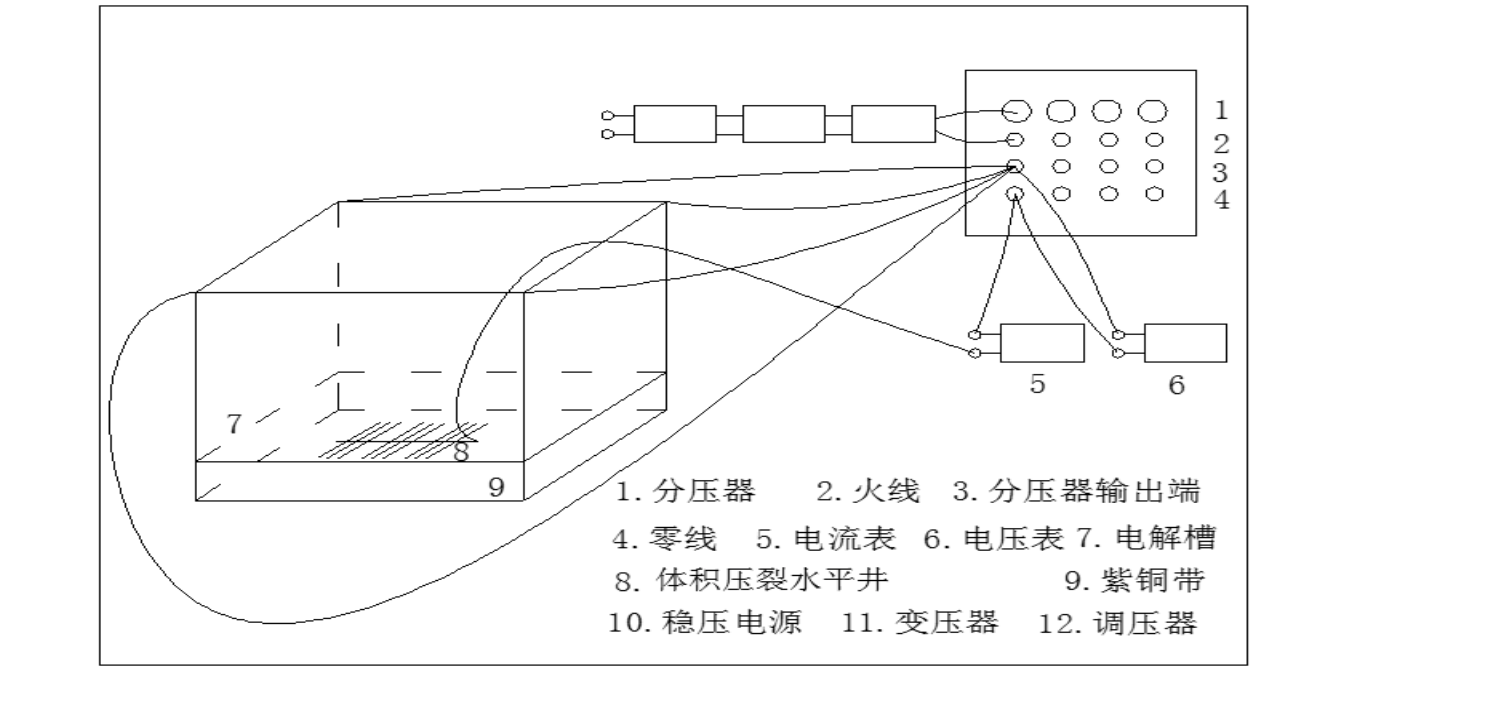 1
2
3
4
5
6
7
8
9
1. 分压器 2. 火线 3. 分压器输出端
4. 零线 5. 电流表 6. 电压表 7. 电解槽
8. 体积压裂水平井 9. 紫铜带
10. 稳压电源 11. 变压器 12. 调压器